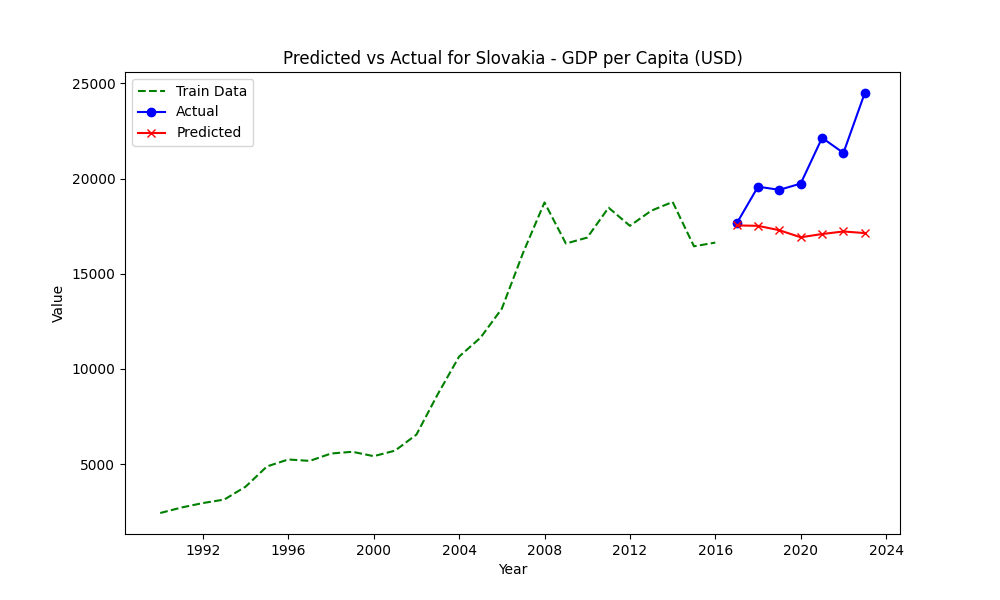 Predicted vs Actual for Slovakia - GDP per Capita (USD)
Train Data
Actual
Predicted
25000
20000
15000
10000
5000
Value
1992
1996
2000
2004
2008
2012
2016
2020
2024
Year